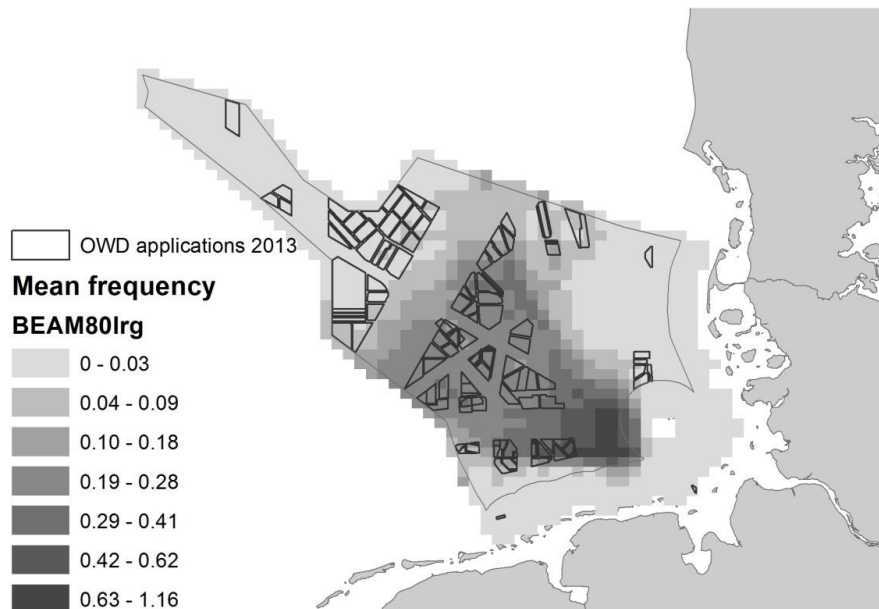 OWD applications 2013
Mean frequency
BEAM80lrg
0 - 0.03
0.04 - 0.09
0.10 - 0.18
0.19 - 0.28
0.29 - 0.41
0.42 - 0.62
0.63 - 1.16